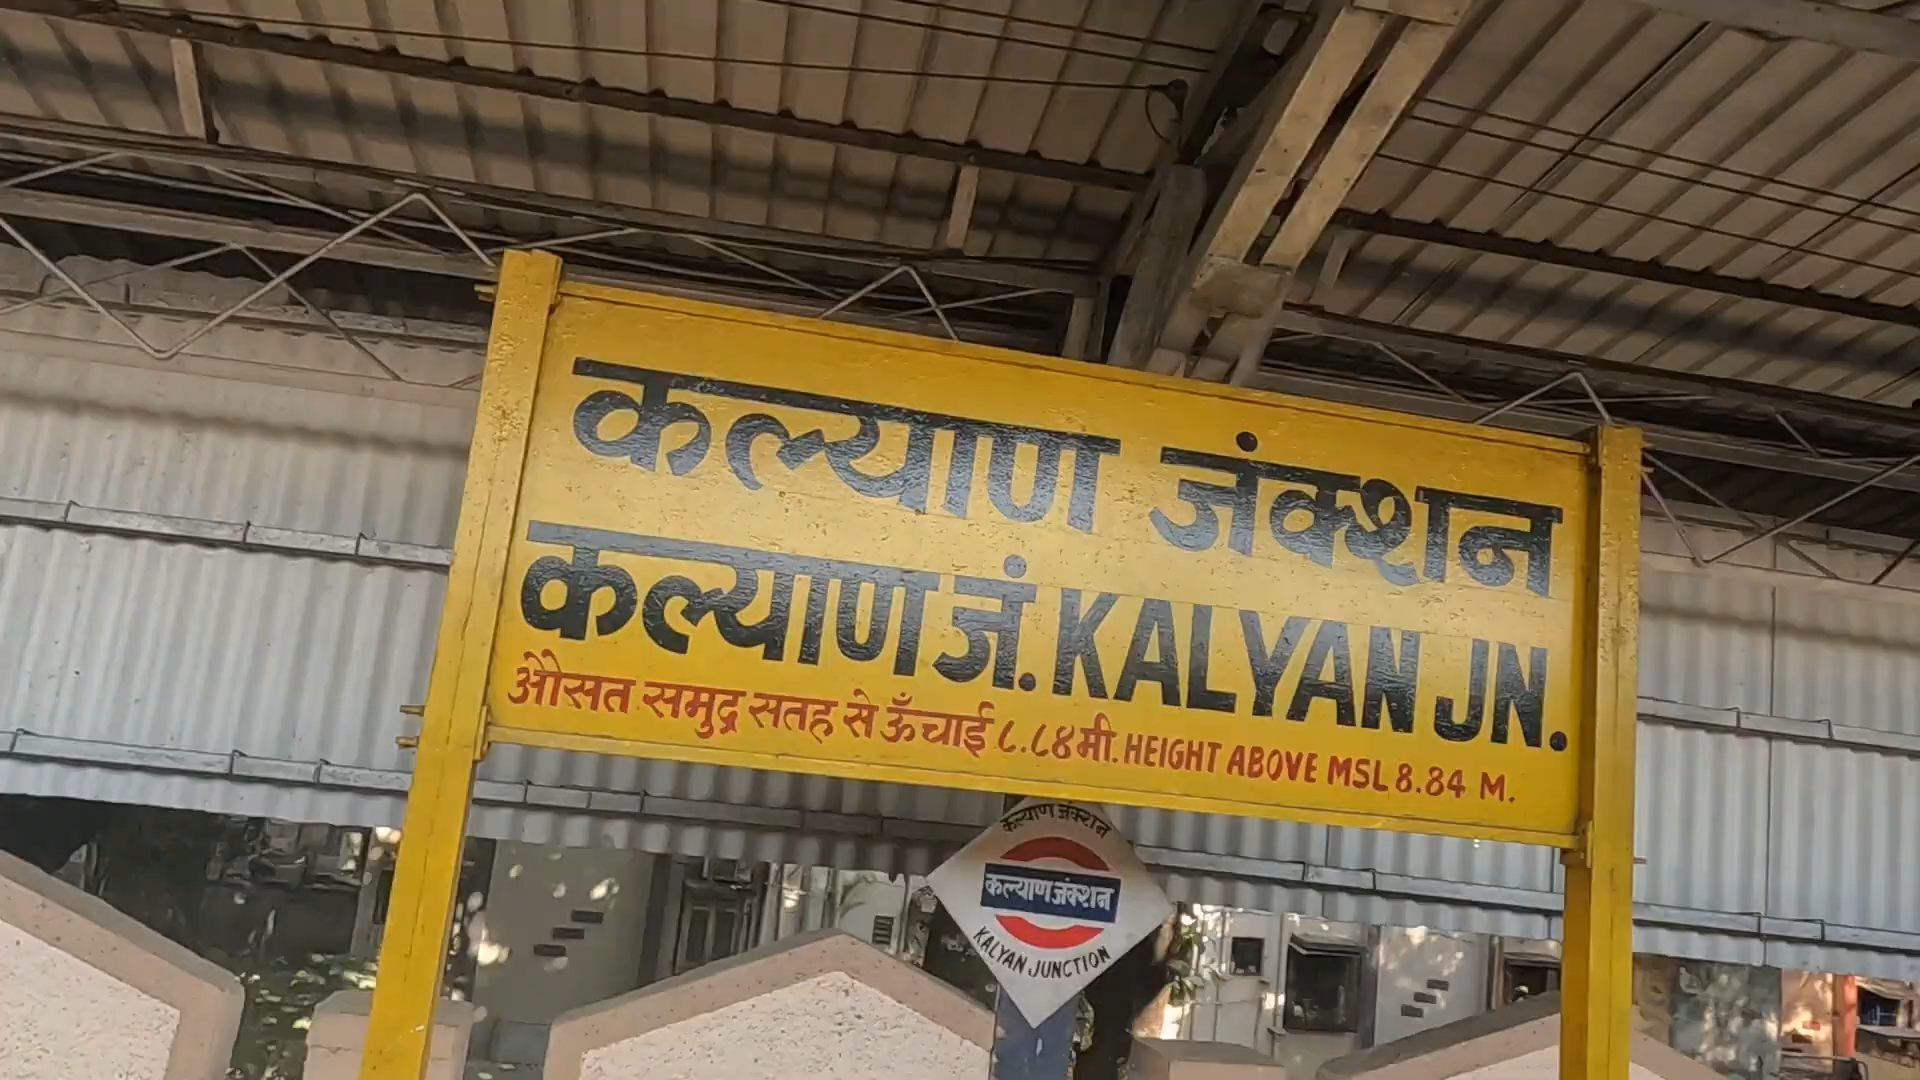 कल्याण जंक्शन
कल्याण जं. KALYAN JN.
औसत समुद्र सतह से ऊँचाई ८.८४ मी. HEIGHT ABOVE MSL 8.84 M.
कल्याण जंक्शन
कल्याण जंक्शन
KALYAN JUNCTION